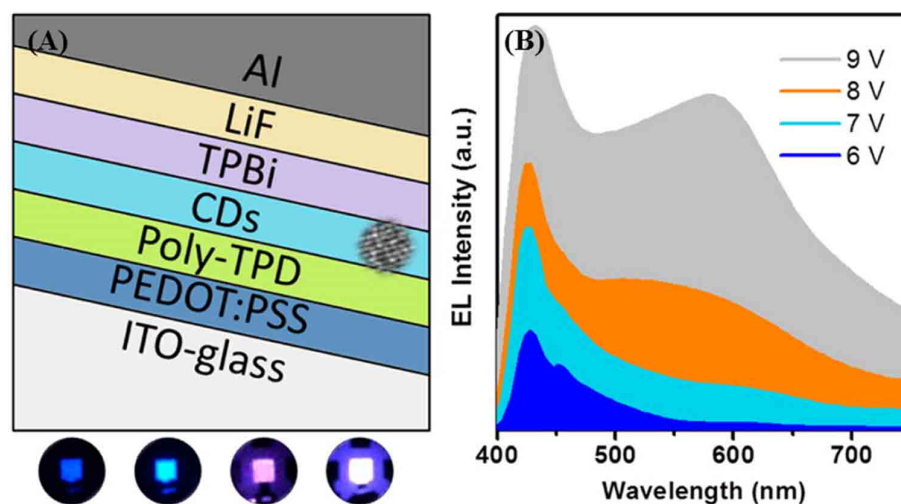 (A)
Al
LiF
TPBi
CDs
Poly-TPD
PEDOT:PSS
ITO-glass
(B)
9 V
8 V
7 V
6 V
EL Intensity (a.u.)
400 500 600 700
Wavelength (nm)